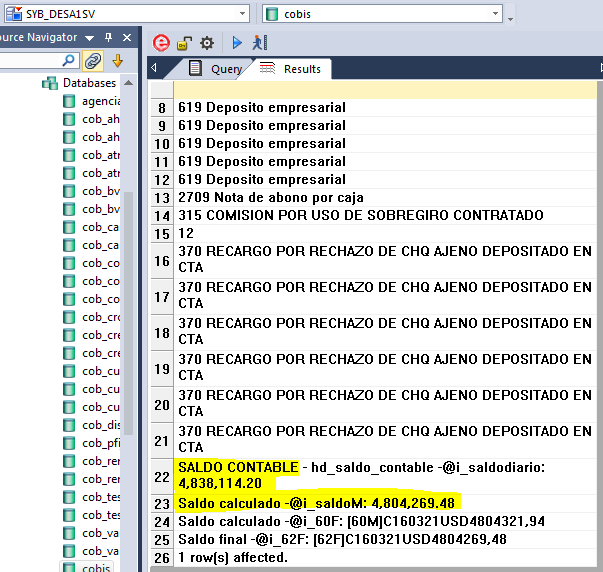 SYB_DESA1SV
cobis
ource Navigator
Databases
agencia
cob_ah
cob_ah
cob_atr
cob_atr
cob_bv
cob_bv
cob_ca
cob_ca
cob_co
cob_co
cob_co
cob_cro
cob_cre
cob_cre
cob_cu
cob_cu
cob_cu
cob_dis
cob_pfi
cob_rer
cob_tes
cob_tes
cob_va
cob_va
cobis
Query
Results
8 619 Deposito empresarial
9 619 Deposito empresarial
10 619 Deposito empresarial
11 619 Deposito empresarial
12 619 Deposito empresarial
13 2709 Nota de abono por caja
14 315 COMISION POR USO DE SOBREGIRO CONTRATADO
15 12
16 370 RECARGO POR RECHAZO DE CHQ AJENO DEPOSITADO EN
CTA
17 370 RECARGO POR RECHAZO DE CHQ AJENO DEPOSITADO EN
CTA
18 370 RECARGO POR RECHAZO DE CHQ AJENO DEPOSITADO EN
CTA
19 370 RECARGO POR RECHAZO DE CHQ AJENO DEPOSITADO EN
CTA
20 370 RECARGO POR RECHAZO DE CHQ AJENO DEPOSITADO EN
CTA
21 370 RECARGO POR RECHAZO DE CHQ AJENO DEPOSITADO EN
CTA
22 SALDO CONTABLE - hd_saldo_contable -@i_saldodiario:
4,838,114.20
23 Saldo calculado -@i_saldoM: 4,804,269.48
24 Saldo calculado -@i_60F: [60M]C160321USD4804321,94
25 Saldo final -@i_62F: [62F]C160321USD4804269,48
26 1 row(s) affected.